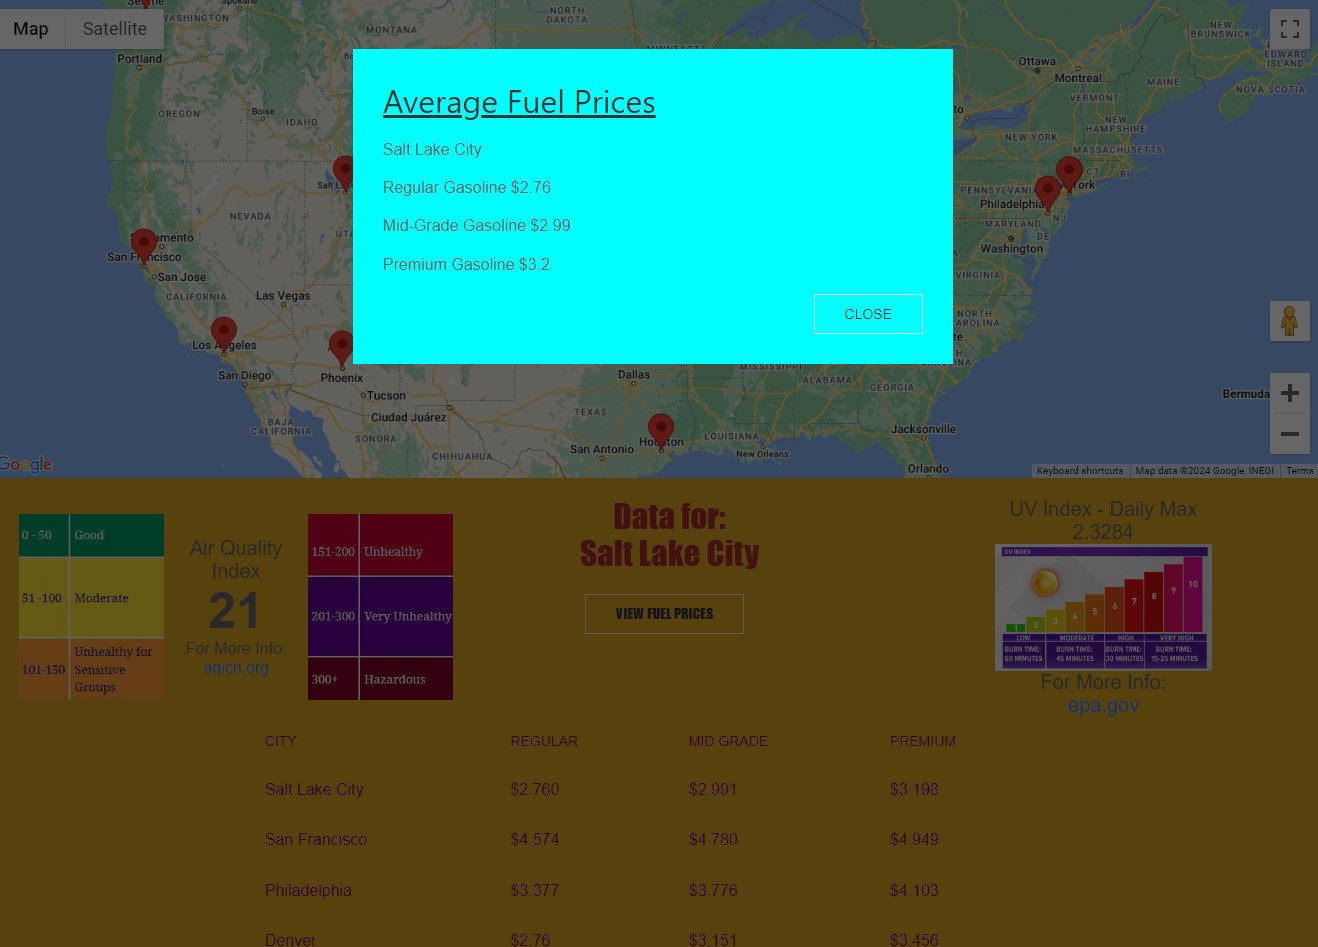 Map
Satellite
Seattle
Spokane
WASHINGTON
MONTANA
NORTH
DAKOTA
MINNESOTA
Portland
OREGON
Boise
IDAHO
Ottawa
Montreal
MAINE
NEW
BRUNSWICK
EDWARD
ISLAND
NOVA SCOTIA
VERMONT
NEW
HAMPSHIRE
NEW YORK
MASSACHUSETTS
CT
RI
PENNSYLVANIA
Philadelphia
NJ
MARYLAND
DE
Washington
VIRGINIA
NORTH
CAROLINA
NEVADA
San Francisco
San Jose
CALIFORNIA
Las Vegas
Los Angeles
San Diego
Phoenix
Tucson
Ciudad Juárez
BAJA
CALIFORNIA
SONORA
CHIHUAHUA
Dallas
TEXAS
San Antonio
Houston
LOUISIANA
New Orleans
MISSISSIPPI
ALABAMA
GEORGIA
Jacksonville
Orlando
Bermuda
Google
Keyboard shortcuts
Map data ©2024 Google, INEGI
Terms
Average Fuel Prices
Salt Lake City
Regular Gasoline $2.76
Mid-Grade Gasoline $2.99
Premium Gasoline $3.2
CLOSE
0 - 50 Good
51 -100 Moderate
101-150 Unhealthy for
Sensitive
Groups
Air Quality
Index
21
For More Info:
aqicn.org
151-200 Unhealthy
201-300 Very Unhealthy
300+ Hazardous
Data for:
Salt Lake City
VIEW FUEL PRICES
UV Index - Daily Max
2.3284
UV INDEX
1 2 3 4 5 6 7 8 9 10
LOW MODERATE HIGH VERY HIGH
BURN TIME: BURN TIME: BURN TIME: BURN TIME:
60 MINUTES 45 MINUTES 30 MINUTES 15-25 MINUTES
For More Info:
epa.gov
CITY REGULAR MID GRADE PREMIUM
Salt Lake City $2.760 $2.991 $3.198
San Francisco $4.574 $4.780 $4.949
Philadelphia $3.377 $3.776 $4.103
Denver $2.76 $3.151 $3.456